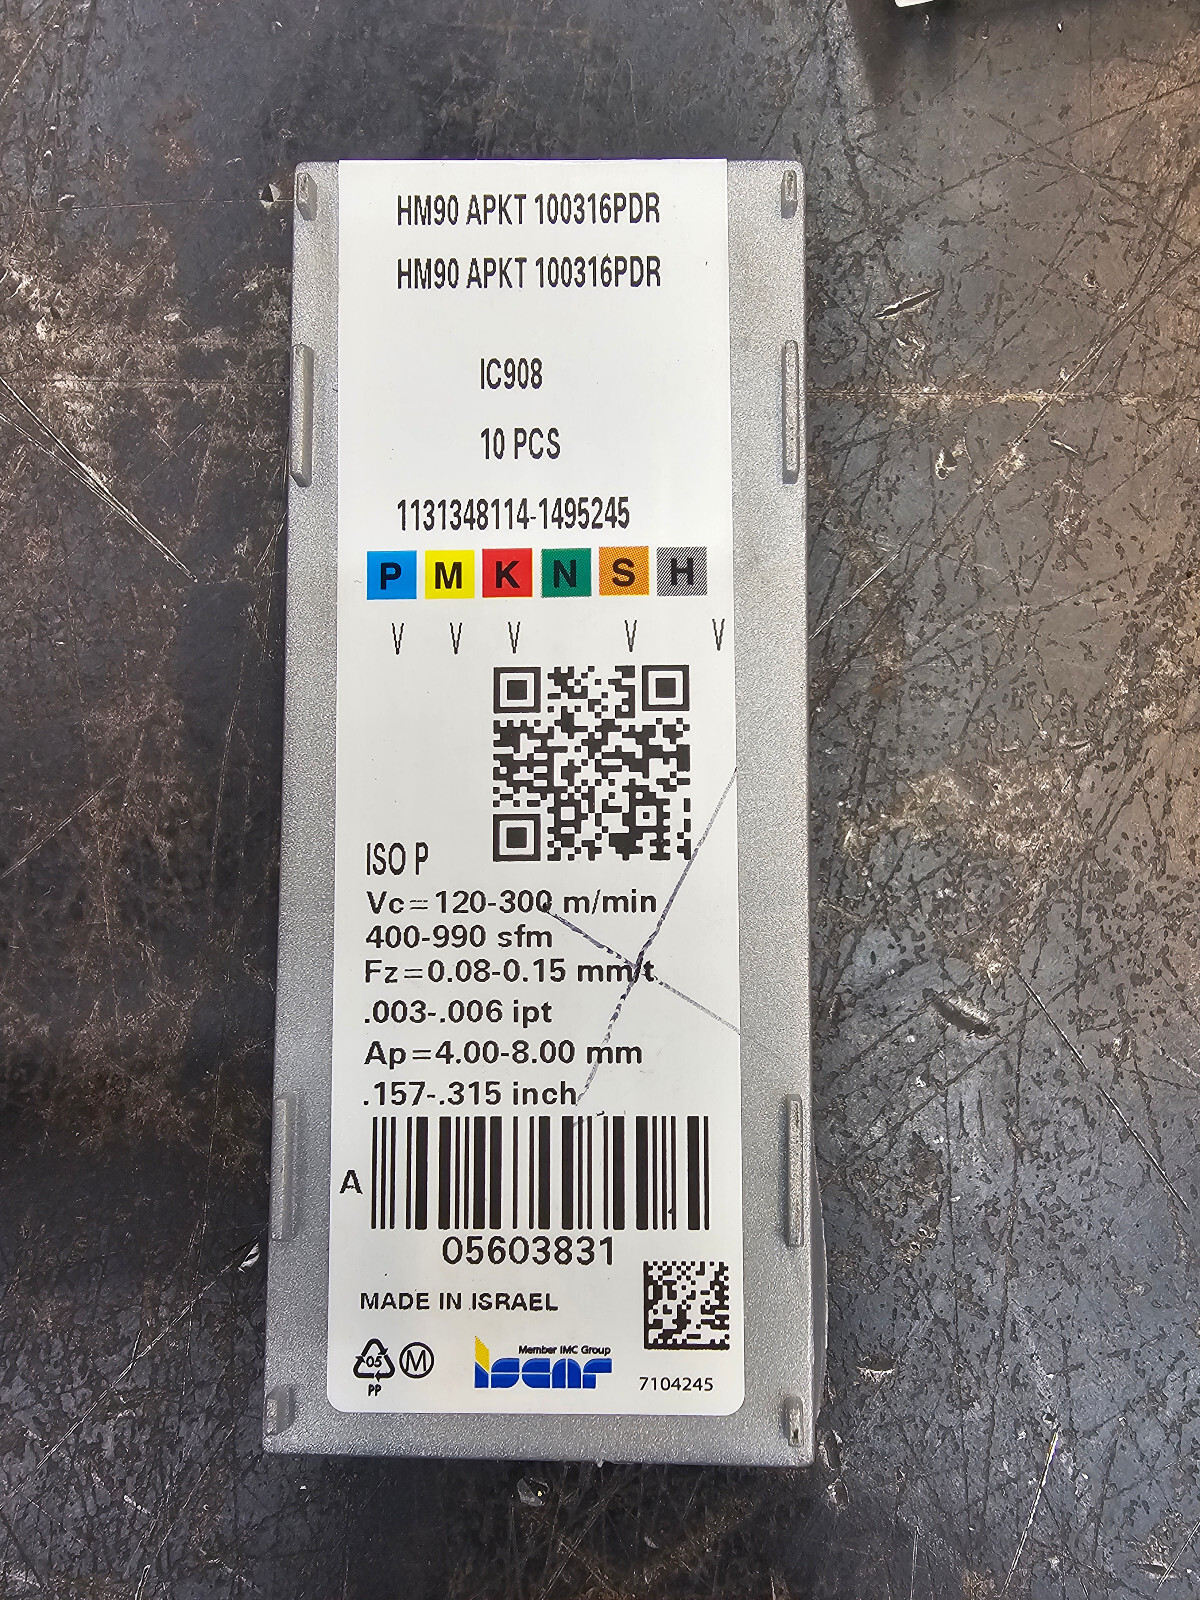 HM90 APKT 100316PDR
HM90 APKT 100316PDR
IC908
10 PCS
1131348114-1495245
P M K N S H
V V V V V
ISO P
Vc=120-300 m/min
400-990 sfm
Fz=0.08-0.15 mm/t
.003-.006 ipt
Ap=4.00-8.00 mm
.157-.315 inch
A
05603831
MADE IN ISRAEL
05
PP
M
Member IMC Group
iscar
7104245